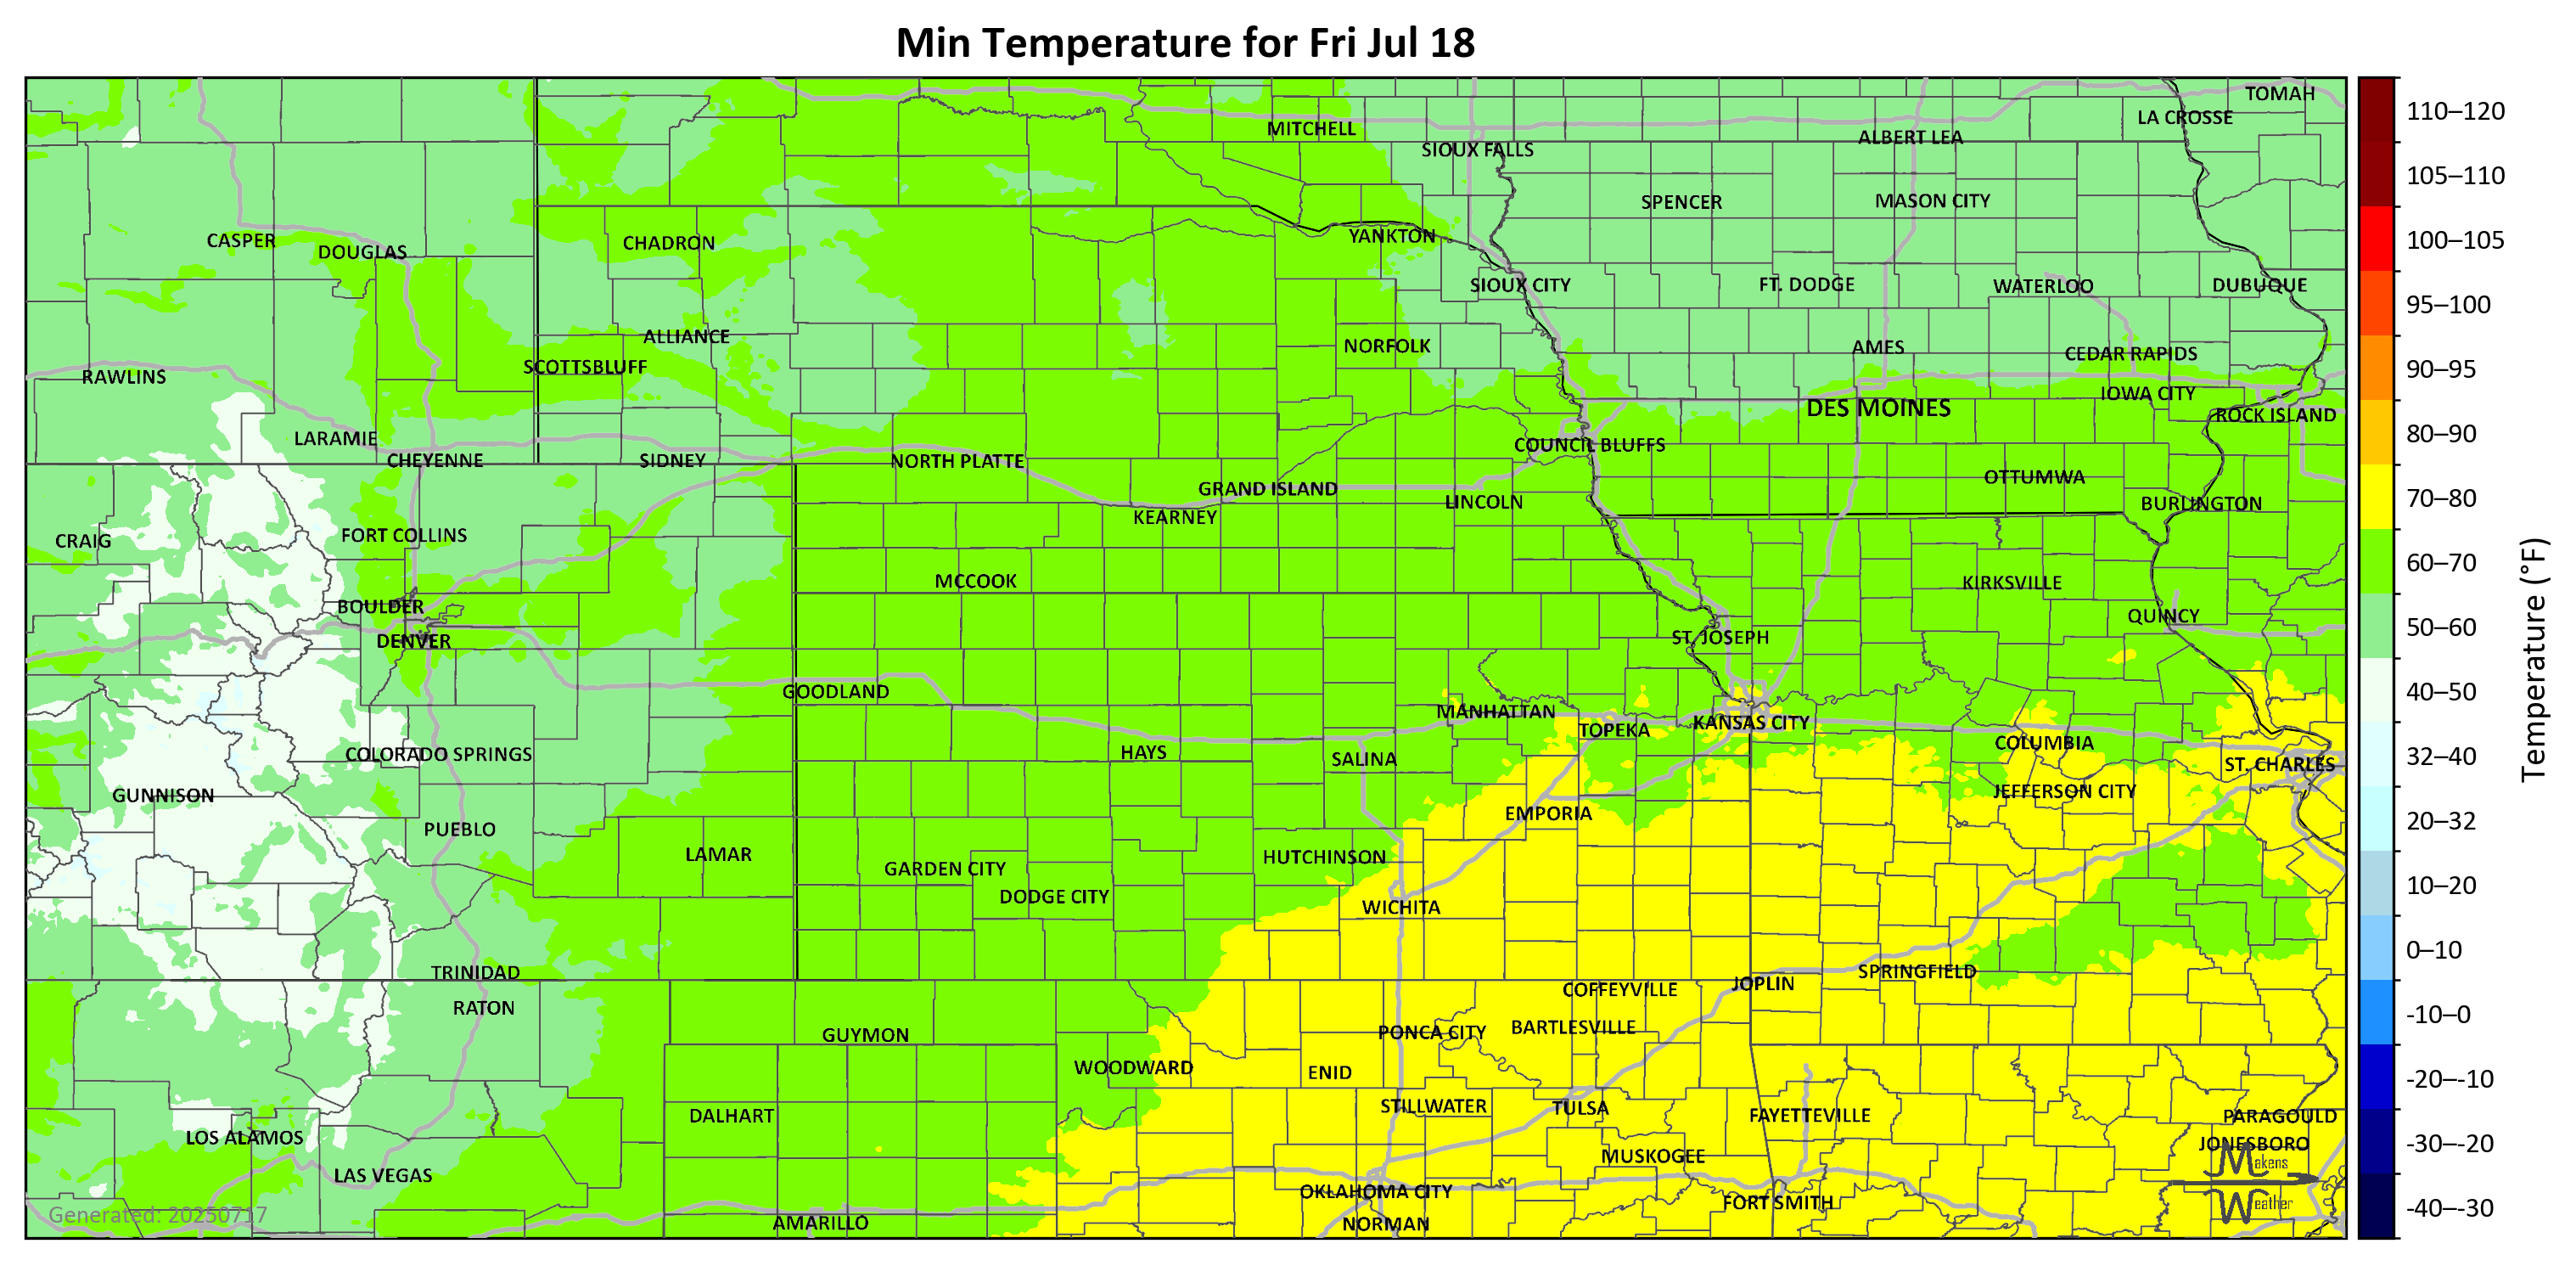 Min Temperature for Fri Jul 18
TOMAH
LA CROSSE
MITCHELL
ALBERT LEA
SIOUX FALLS
SPENCER
MASON CITY
CASPER
DOUGLAS
CHADRON
YANKTON
SIOUX CITY
FT. DODGE
WATERLOO
DUBUQUE
ALLIANCE
NORFOLK
AMES
CEDAR RAPIDS
SCOTTSBLUFF
RAWLINS
IOWA CITY
DES MOINES
ROCK ISLAND
LARAMIE
COUNCIL BLUFFS
CHEYENNE
SIDNEY
NORTH PLATTE
OTTUMWA
GRAND ISLAND
LINCOLN
BURLINGTON
KEARNEY
FORT COLLINS
CRAIG
MCCOOK
KIRKSVILLE
BOULDER
QUINCY
DENVER
ST. JOSEPH
GOODLAND
MANHATTAN
KANSAS CITY
TOPEKA
COLUMBIA
COLORADO SPRINGS
HAYS
SALINA
ST. CHARLES
GUNNISON
JEFFERSON CITY
EMPORIA
PUEBLO
LAMAR
HUTCHINSON
GARDEN CITY
DODGE CITY
WICHITA
TRINIDAD
SPRINGFIELD
JOPLIN
COFFEYVILLE
RATON
BARTLESVILLE
PONCA CITY
GUYMON
WOODWARD
ENID
STILLWATER
TULSA
DALHART
FAYETTEVILLE
PARAGOULD
LOS ALAMOS
JONESBORO
MUSKOGEE
LAS VEGAS
OKLAHOMA CITY
FORT SMITH
AMARILLO
NORMAN
Makens
Weather
Generated: 20250717
110–120
105–110
100–105
95–100
90–95
80–90
70–80
60–70
50–60
40–50
32–40
20–32
10–20
0–10
-10–0
-20–-10
-30–-20
-40–-30
Temperature (°F)